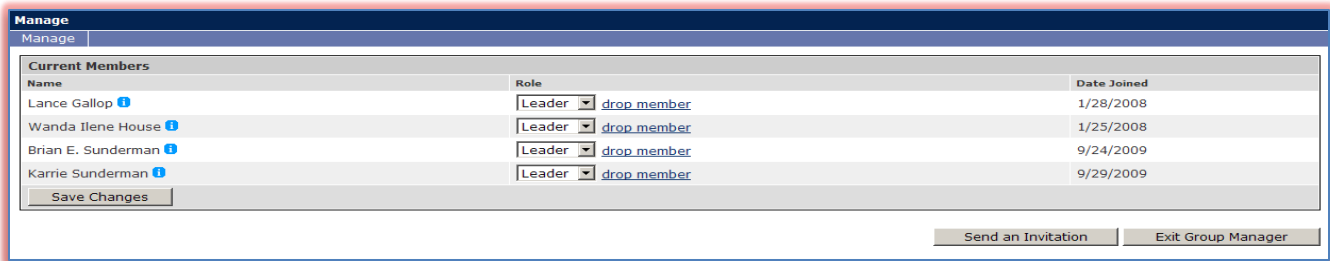 Manage
Manage
Current Members
Name Role Date Joined
Lance Gallop i Leader drop member 1/28/2008
Wanda Ilene House i Leader drop member 1/25/2008
Brian E. Sunderman i Leader drop member 9/24/2009
Karrie Sunderman i Leader drop member 9/29/2009
Save Changes
Send an Invitation Exit Group Manager